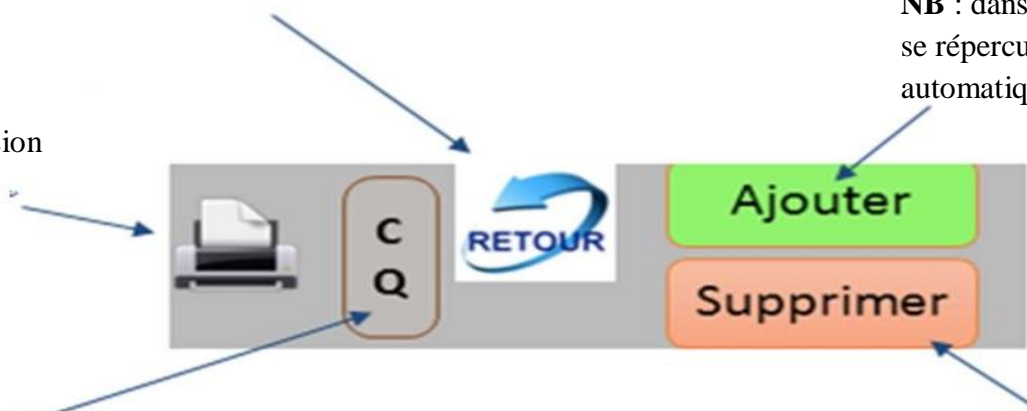 NB : dans
se répercu
automatiq
ion
C
Q
RETOUR
Ajouter
Supprimer